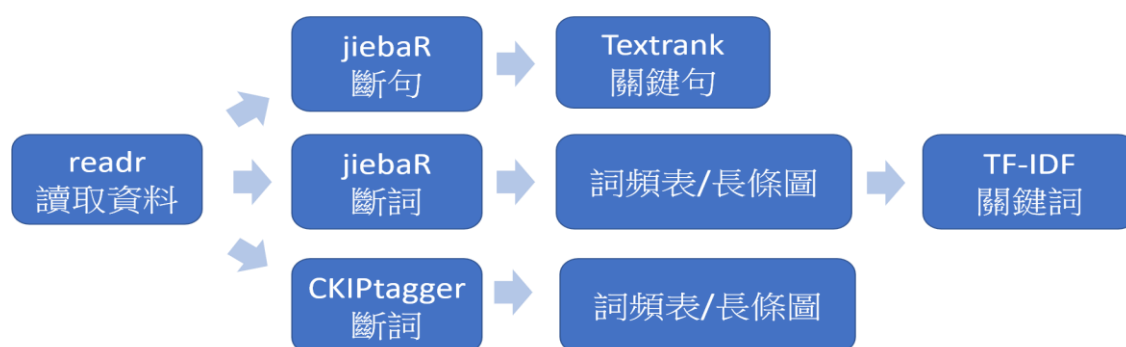 jiebaR
斷句
Textrank
關鍵句
readr
讀取資料
jiebaR
斷詞
詞頻表/長條圖
TF-IDF
關鍵詞
CKIPtagger
斷詞
詞頻表/長條圖